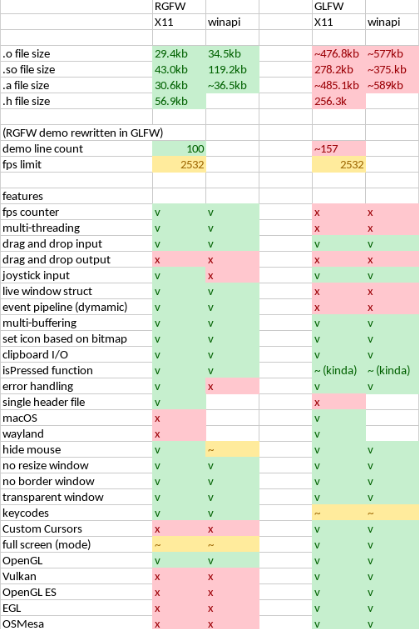 RGFW GLFW
X11 winapi X11 winapi
.o file size 29.4kb 34.5kb ~476.8kb ~577kb
.so file size 43.0kb 119.2kb 278.2kb ~375.kb
.a file size 30.6kb ~36.5kb ~485.1kb ~589kb
.h file size 56.9kb 256.3k
(RGFW demo rewritten in GLFW)
demo line count 100 ~157
fps limit 2532 2532
features
fps counter v v x x
multi-threading v v x x
drag and drop input v v v v
drag and drop output x x x x
joystick input v x v v
live window struct v v x x
event pipeline (dymamic) v v x x
multi-buffering v v v v
set icon based on bitmap v v v v
clipboard I/O v v v v
isPressed function v v ~ (kinda) ~ (kinda)
error handling v x v v
single header file v x
macOS x v
wayland x v
hide mouse v ~ v v
no resize window v v v v
no border window v v v v
transparent window v v v v
keycodes v v ~ ~
Custom Cursors x x v v
full screen (mode) ~ ~ v v
OpenGL v v v v
Vulkan x x v v
OpenGL ES x x v v
EGL x x v v
OSMesa x x v v